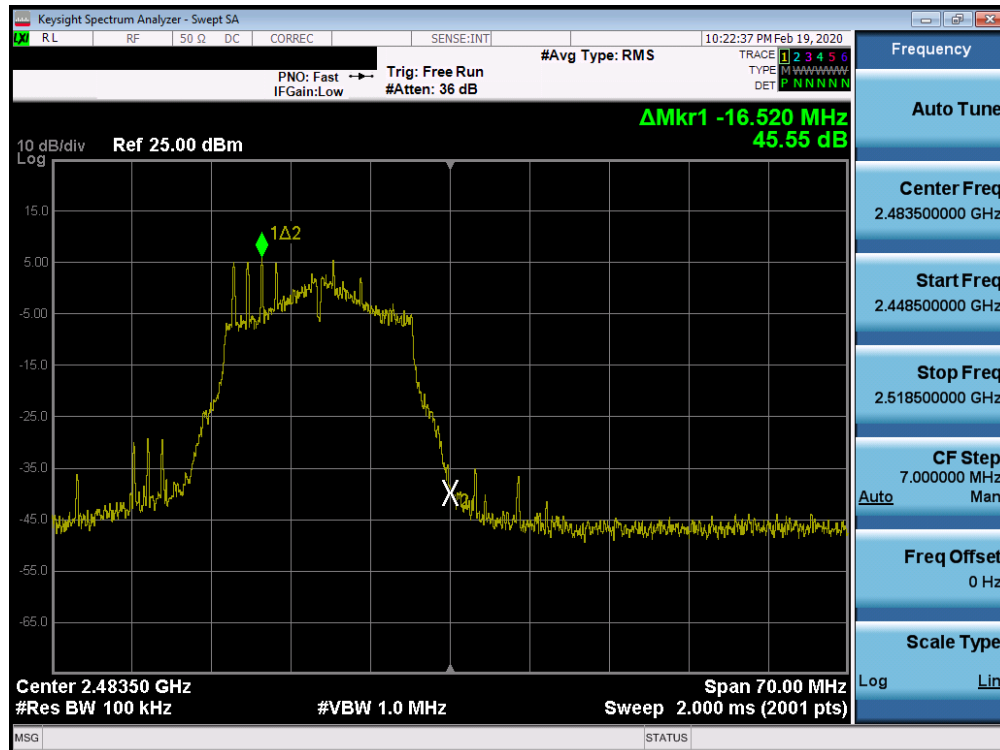 Keysight Spectrum Analyzer - Swept SA
LXI RL RF 50 Ω DC CORREC SENSE:INT 10:22:37 PM Feb 19, 2020
PNO: Fast
IFGain:Low
Trig: Free Run
#Atten: 36 dB
#Avg Type: RMS
TRACE 1 2 3 4 5 6
TYPE M W W W W W
DET P N N N N N
ΔMkr1 -16.520 MHz
45.55 dB
10 dB/div
Log
Ref 25.00 dBm
1Δ2
15.0
5.00
-5.00
-15.0
-25.0
-35.0
-45.0
-55.0
-65.0
X2
Center 2.48350 GHz
Span 70.00 MHz
#Res BW 100 kHz
#VBW 1.0 MHz
Sweep 2.000 ms (2001 pts)
MSG
STATUS
Frequency
Auto Tune
Center Freq
2.483500000 GHz
Start Freq
2.448500000 GHz
Stop Freq
2.518500000 GHz
CF Step
7.000000 MHz
Auto Man
Freq Offset
0 Hz
Scale Type
Log Lin